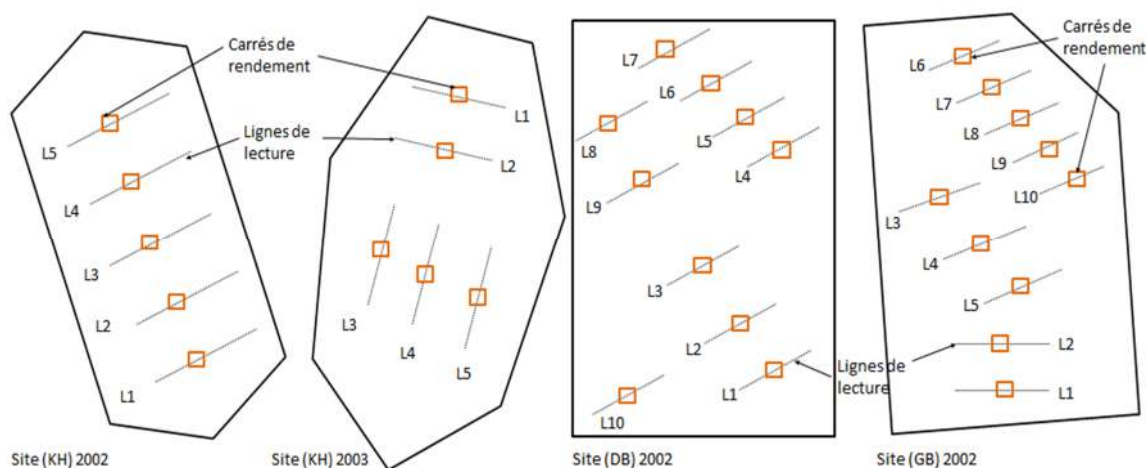 Carrés de
rendement
Lignes de
lecture
L5
L4
L3
L2
L1
Site (KH) 2002
L1
L2
L3
L4
L5
Site (KH) 2003
L7
L6
L8
L5
L4
L9
L3
L2
L1
L10
Lignes de
lecture
Site (DB) 2002
Carrés de
rendement
L6
L7
L8
L9
L10
L3
L4
L5
L2
L1
Site (GB) 2002